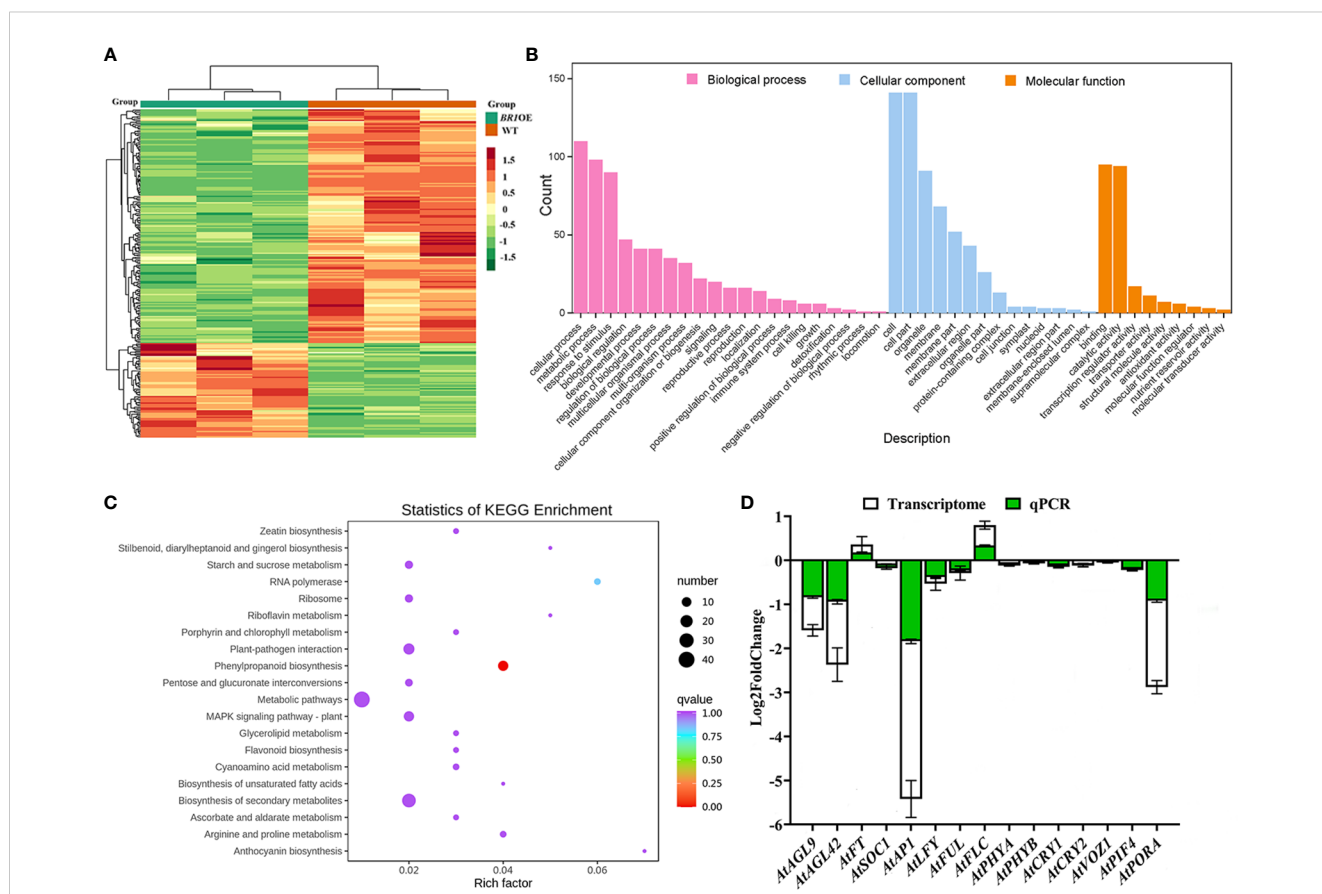 A
Group
Group
BR1OE
WT
1.5
1
0.5
0
-0.5
-1
-1.5
B
Biological process
Cellular component
Molecular function
150
100
50
0
Count
cellular process
metabolic process
response to stimulus
biological regulation
developmental process
regulation of biological process
multicellular organismal process
multi-organism process
cellular component organization or biogenesis
signaling
reproductive process
reproduction
localization
positive regulation of biological process
immune system process
cell killing
growth
detoxification
negative regulation of biological process
rhythmic process
locomotion
cell
cell part
organelle
membrane
membrane part
extracellular region
organelle part
protein-containing complex
cell junction
symplast
nucleoid
extracellular region part
membrane-enclosed lumen
supramolecular complex
binding
catalytic activity
transcription regulator activity
transporter activity
structural molecule activity
antioxidant activity
molecular function regulator
nutrient reservoir activity
molecular transducer activity
Description
C
Statistics of KEGG Enrichment
Zeatin biosynthesis
Stilbenoid, diarylheptanoid and gingerol biosynthesis
Starch and sucrose metabolism
RNA polymerase
Ribosome
Riboflavin metabolism
Porphyrin and chlorophyll metabolism
Plant-pathogen interaction
Phenylpropanoid biosynthesis
Pentose and glucuronate interconversions
Metabolic pathways
MAPK signaling pathway - plant
Glycerolipid metabolism
Flavonoid biosynthesis
Cyanoamino acid metabolism
Biosynthesis of unsaturated fatty acids
Biosynthesis of secondary metabolites
Ascorbate and aldarate metabolism
Arginine and proline metabolism
Anthocyanin biosynthesis
0.02
0.04
0.06
Rich factor
number
10
20
30
40
qvalue
1.00
0.75
0.50
0.25
0.00
D
Transcriptome
qPCR
1
0
-1
-2
-3
-4
-5
-6
Log2FoldChange
AtAGL9
AtAGL42
AtFT
AtSOC1
AtAP1
AtLFY
AtFUL
AtFLC
AtPHYA
AtPHYB
AtCRY1
AtCRY2
AtVOZ1
AtPIF4
AtPORA